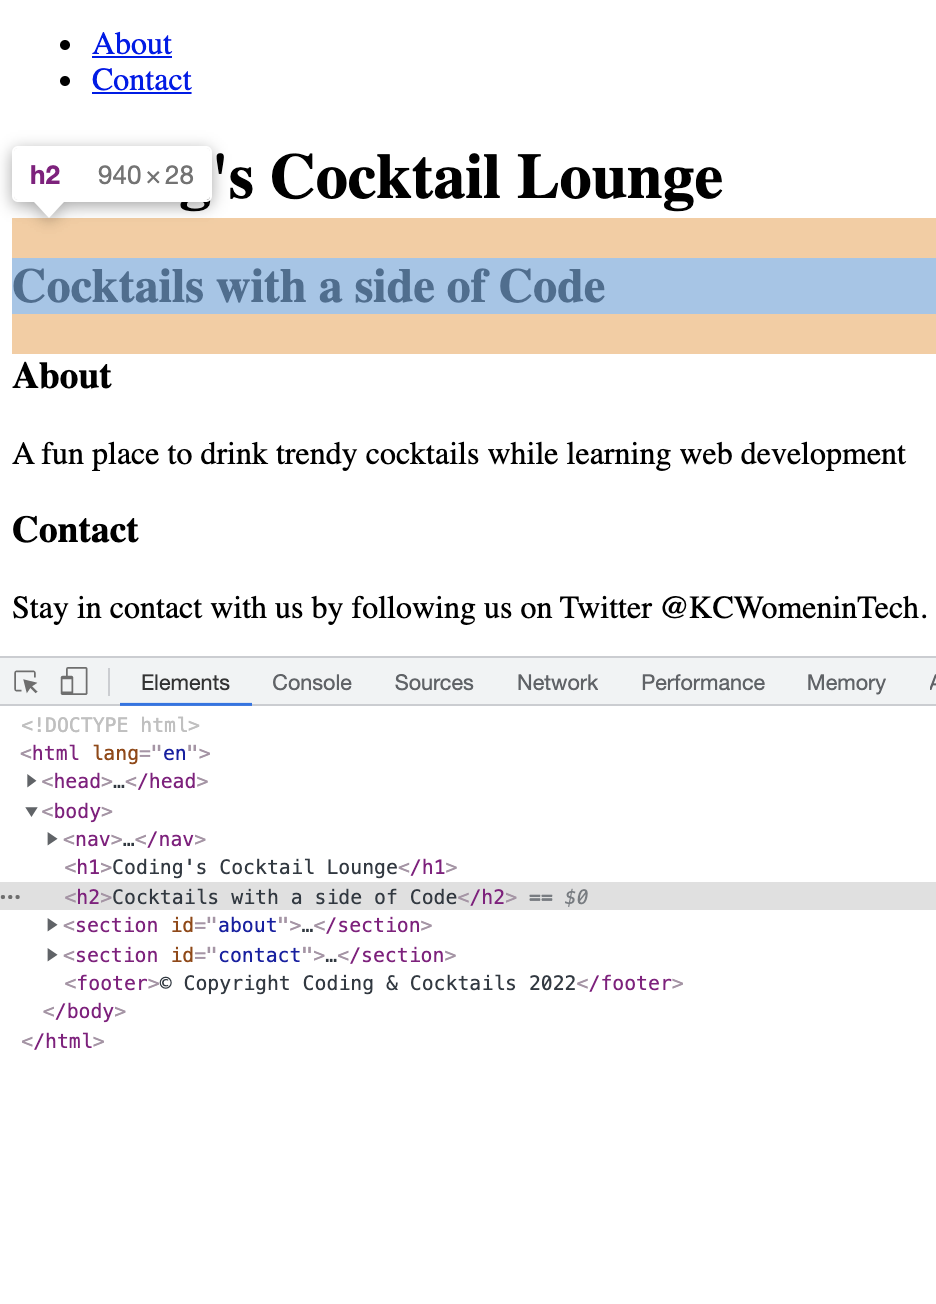 About
Contact
h2 940 × 28
g's Cocktail Lounge
Cocktails with a side of Code
About
A fun place to drink trendy cocktails while learning web development
Contact
Stay in contact with us by following us on Twitter @KCWomeninTech.
Elements Console Sources Network Performance Memory
<!DOCTYPE html>
<html lang="en">
<head>…</head>
<body>
<nav>…</nav>
<h1>Coding's Cocktail Lounge</h1>
<h2>Cocktails with a side of Code</h2> == $0
<section id="about">…</section>
<section id="contact">…</section>
<footer>© Copyright Coding & Cocktails 2022</footer>
</body>
</html>